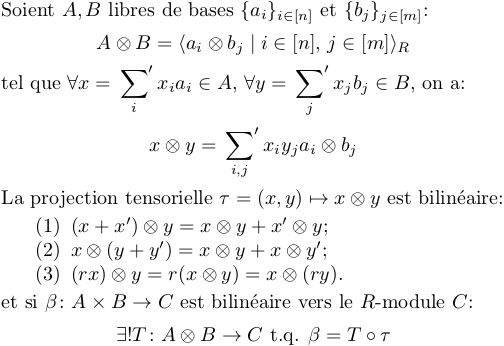 Soient A, B libres de bases {a_i}_{i∈[n]} et {b_j}_{j∈[m]}:
A ⊗ B = ⟨a_i ⊗ b_j | i ∈ [n], j ∈ [m]⟩_R
tel que ∀x = ∑'_i x_i a_i ∈ A, ∀y = ∑'_j x_j b_j ∈ B, on a:
x ⊗ y = ∑'_{i,j} x_i y_j a_i ⊗ b_j
La projection tensorielle τ = (x, y) ↦ x ⊗ y est bilinéaire:
(1) (x + x′) ⊗ y = x ⊗ y + x′ ⊗ y;
(2) x ⊗ (y + y′) = x ⊗ y + x ⊗ y′;
(3) (rx) ⊗ y = r(x ⊗ y) = x ⊗ (ry).
et si β: A × B → C est bilinéaire vers le R-module C:
∃!T: A ⊗ B → C t.q. β = T ∘ τ